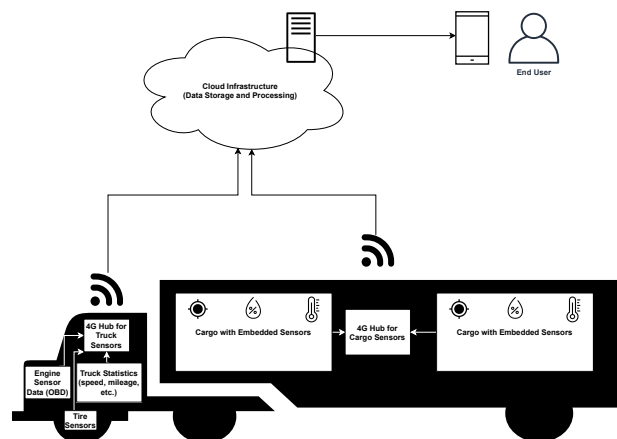 Cloud Infrastructure
(Data Storage and Processing)
End User
4G Hub for
Truck
Sensors
Engine
Sensor
Data (OBD)
Truck Statistics
(speed, mileage,
etc.)
Tire
Sensors
%
Cargo with Embedded Sensors
4G Hub for
Cargo Sensors
%
Cargo with Embedded Sensors